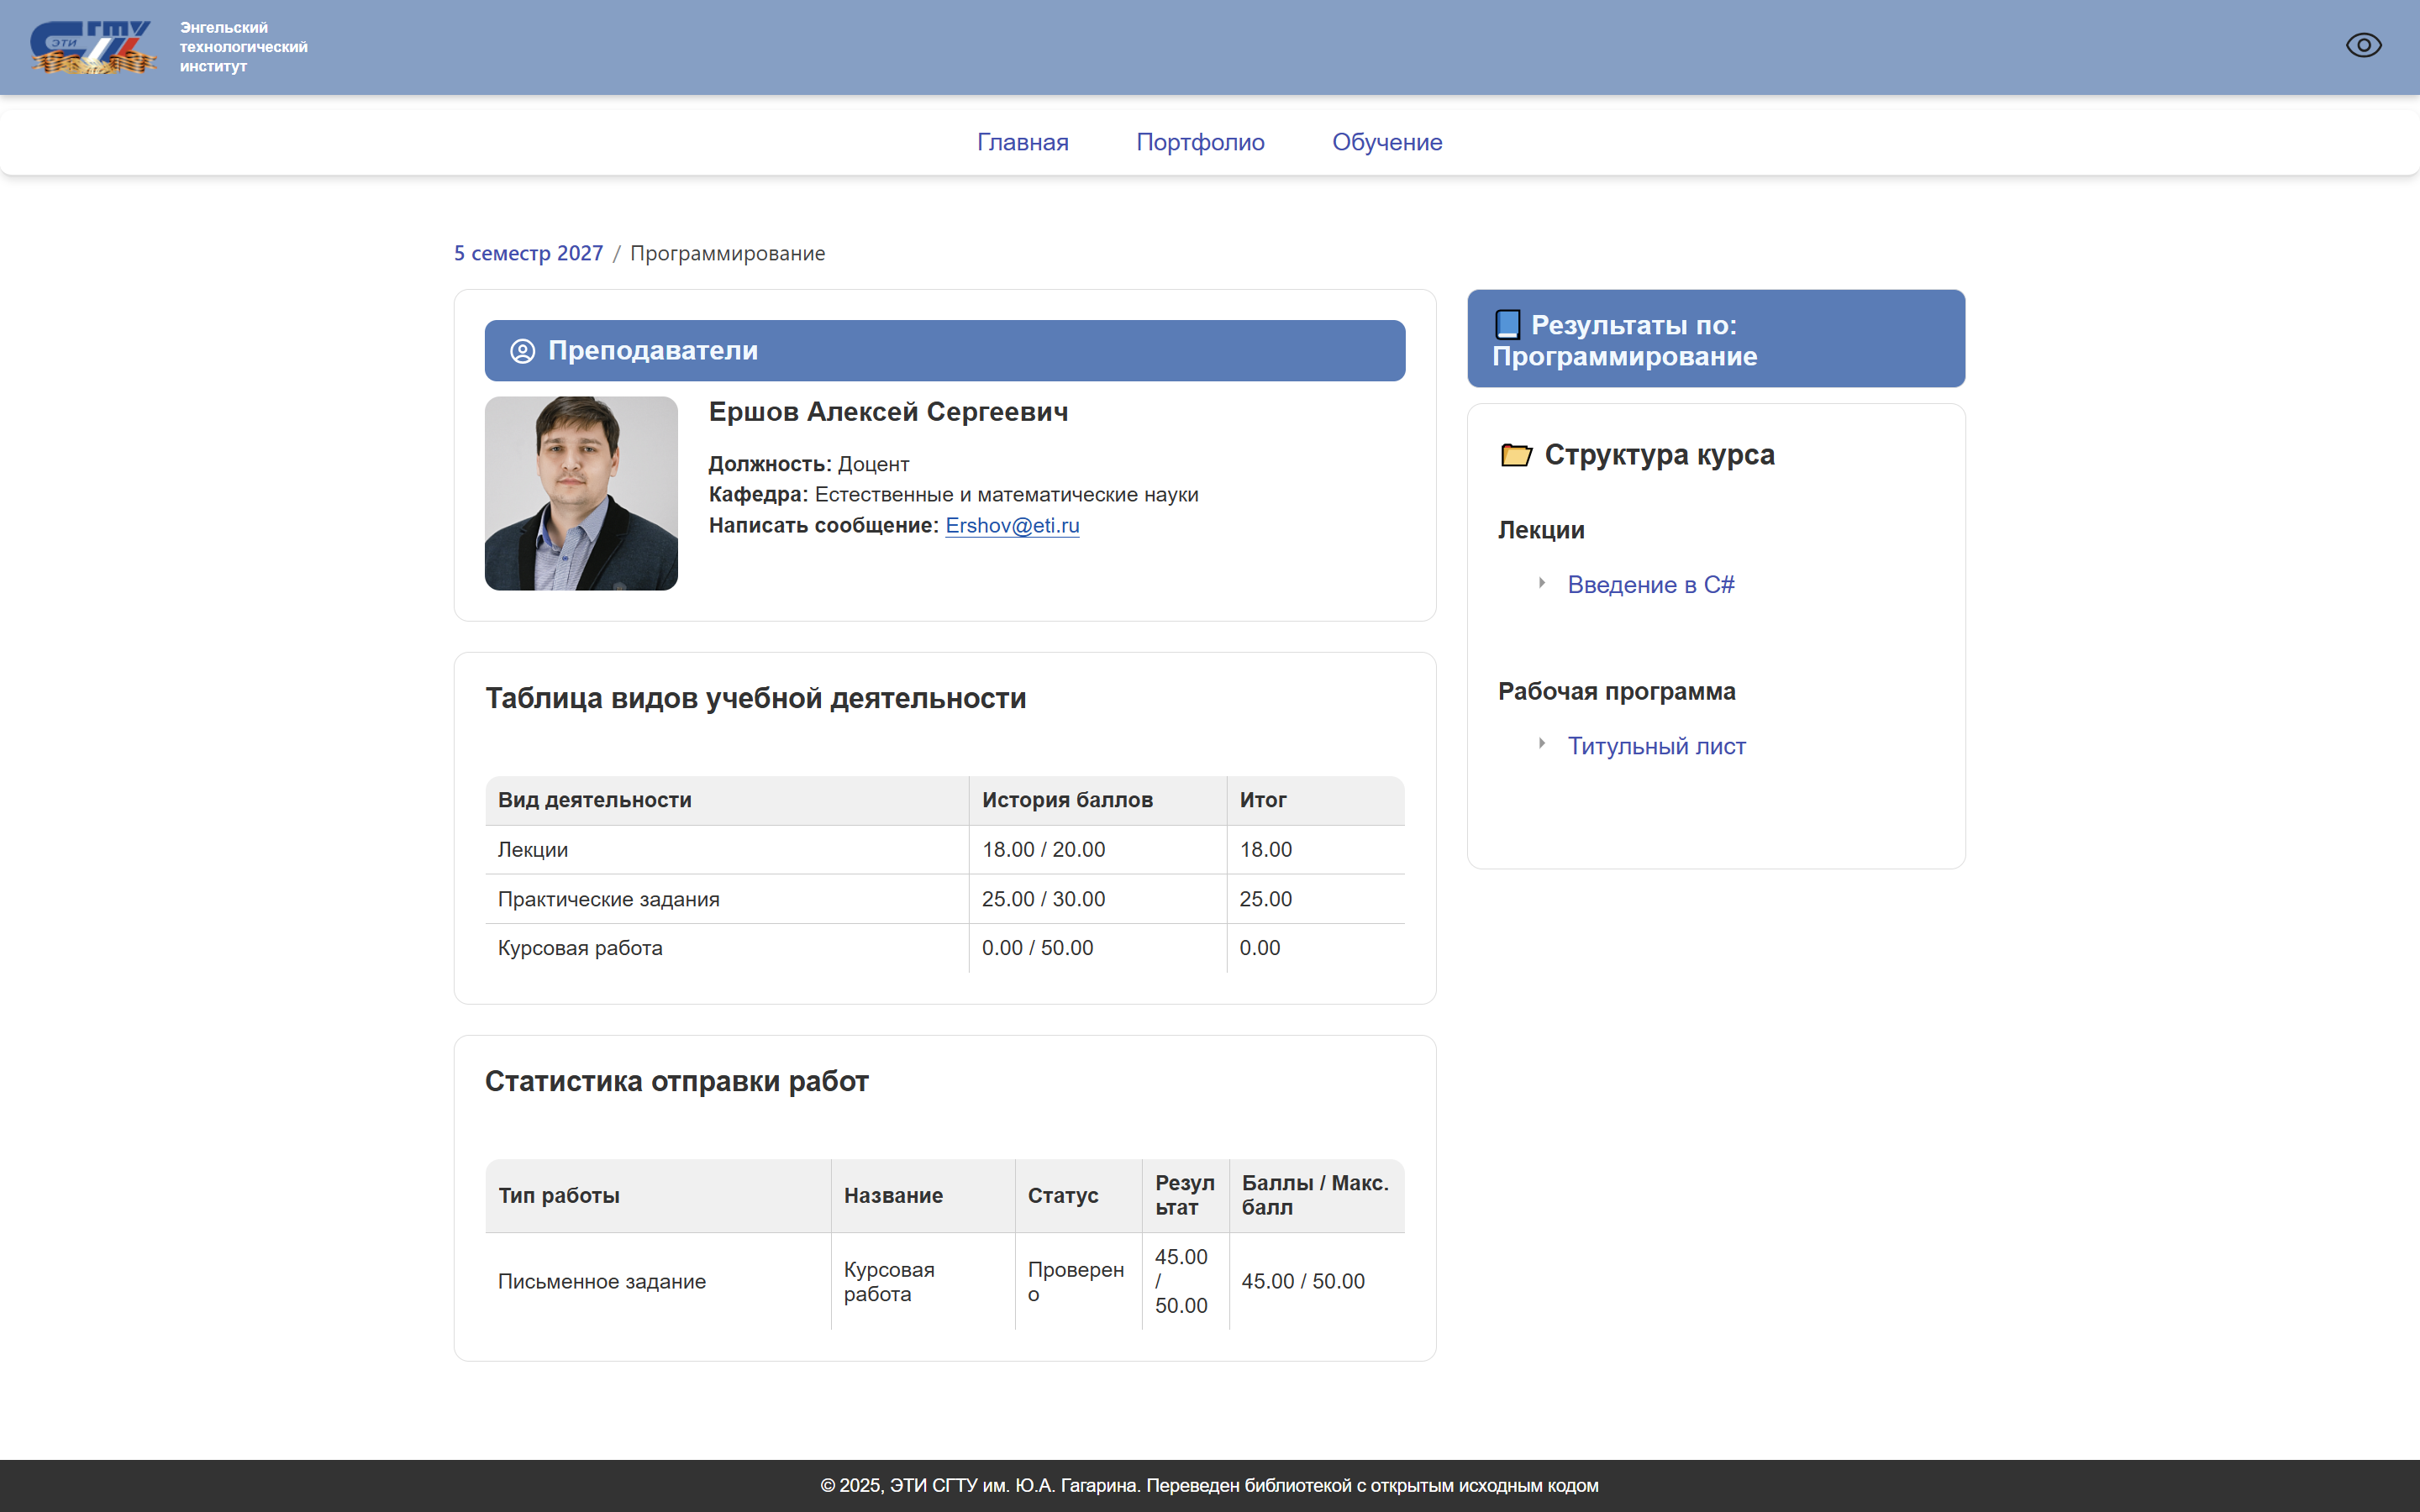 СГТУ
ЭТИ
Энгельский
технологический
институт
Главная Портфолио Обучение
5 семестр 2027 / Программирование
Преподаватели
Ершов Алексей Сергеевич
Должность: Доцент
Кафедра: Естественные и математические науки
Написать сообщение: Ershov@eti.ru
Таблица видов учебной деятельности
Вид деятельности История баллов Итог
Лекции 18.00 / 20.00 18.00
Практические задания 25.00 / 30.00 25.00
Курсовая работа 0.00 / 50.00 0.00
Статистика отправки работ
Тип работы Название Статус Резул
ьтат Баллы / Макс.
балл
Письменное задание Курсовая
работа Проверен
о 45.00
/
50.00 45.00 / 50.00
Результаты по:
Программирование
Структура курса
Лекции
Введение в C#
Рабочая программа
Титульный лист
© 2025, ЭТИ СГТУ им. Ю.А. Гагарина. Переведен библиотекой с открытым исходным кодом